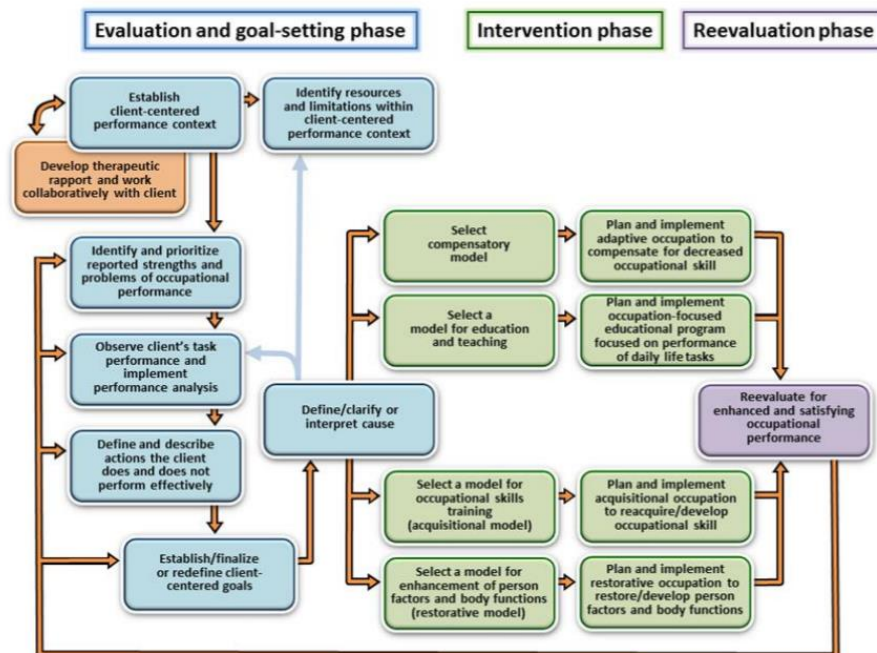 Evaluation and goal-setting phase
Intervention phase
Reevaluation phase
Establish
client-centered
performance context
Identify resources
and limitations within
client-centered
performance context
Develop therapeutic
rapport and work
collaboratively with client
Identify and prioritize
reported strengths and
problems of occupational
performance
Observe client's task
performance and
implement
performance analysis
Define and describe
actions the client
does and does not
perform effectively
Establish/finalize
or redefine client-
centered goals
Define/clarify or
interpret cause
Select
compensatory
model
Plan and implement
adaptive occupation to
compensate for decreased
occupational skill
Select a
model for education
and teaching
Plan and implement
occupation-focused
educational program
focused on performance
of daily life tasks
Select a model for
occupational skills
training
(acquisitional model)
Plan and implement
acquisitional occupation
to reacquire/develop
occupational skill
Select a model for
enhancement of person
factors and body functions
(restorative model)
Plan and implement
restorative occupation to
restore/develop person
factors and body functions
Reevaluate for
enhanced and satisfying
occupational
performance